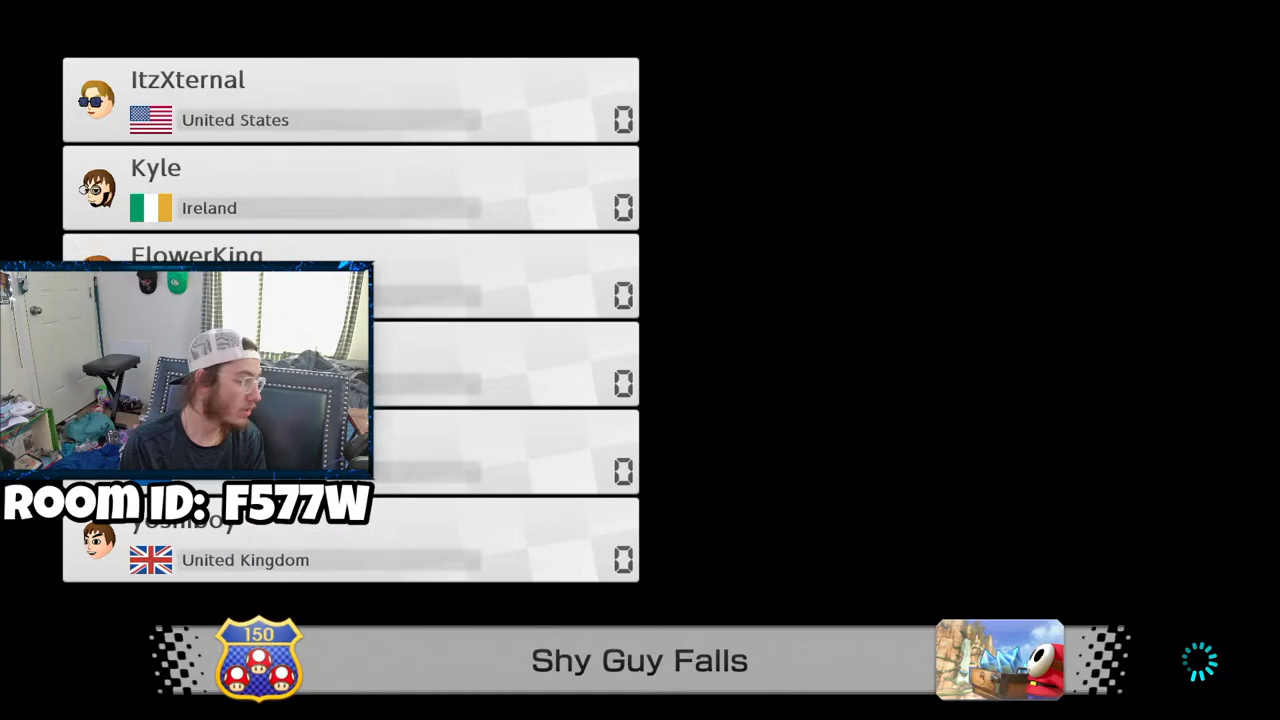 ItzXternal
United States
0
Kyle
Ireland
0
FlowerKing
0
0
0
ROOM ID: F577W
yoshiboy
United Kingdom
0
150
Shy Guy Falls